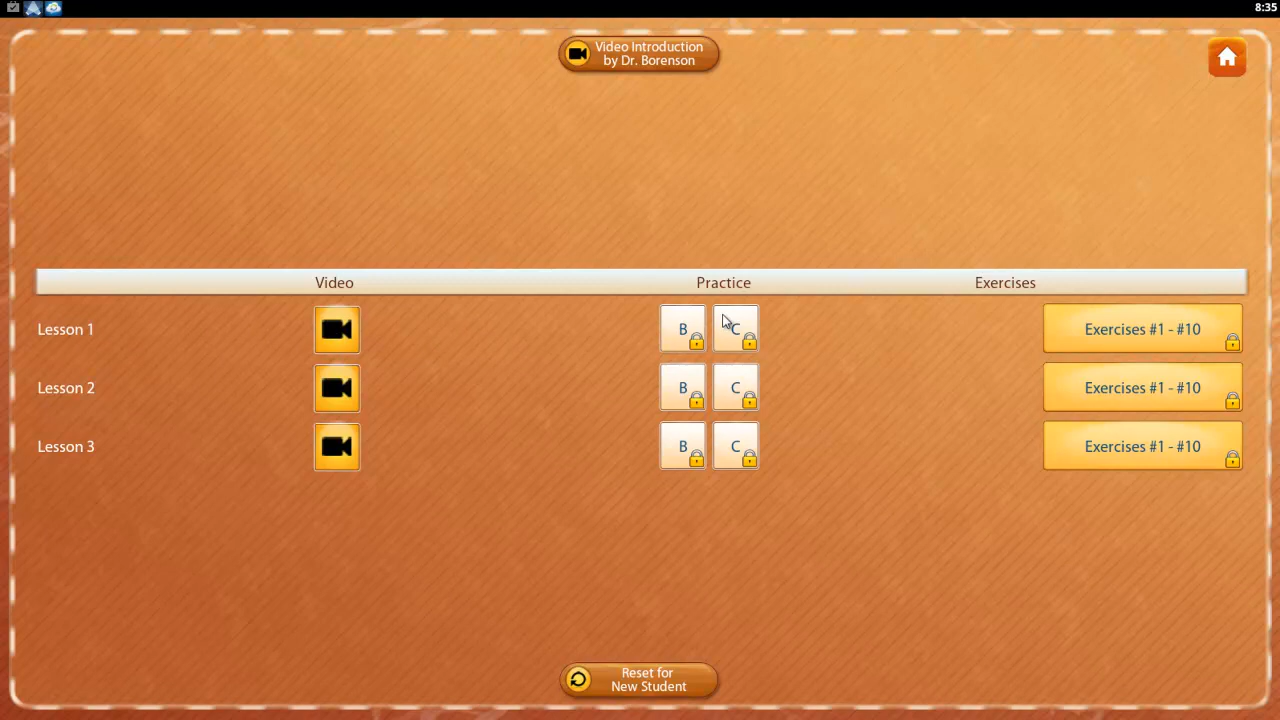 8:35
Video Introduction
by Dr. Borenson
Video Practice Exercises
Lesson 1 B C Exercises #1 - #10
Lesson 2 B C Exercises #1 - #10
Lesson 3 B C Exercises #1 - #10
Reset for
New Student